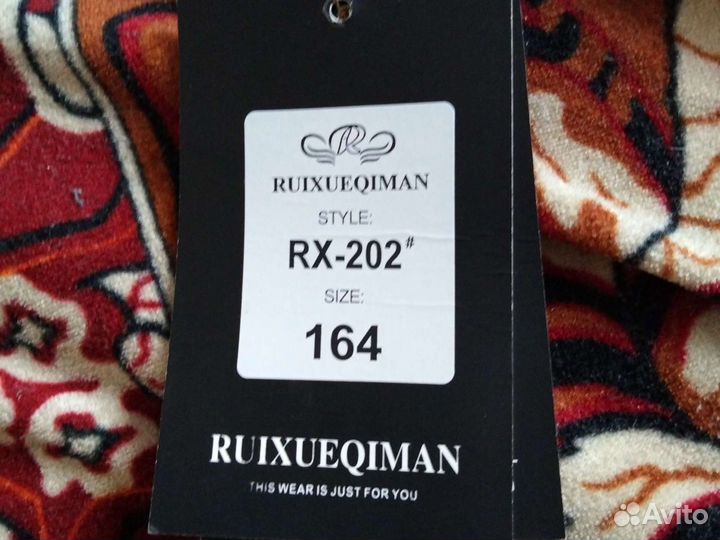 R
RUIXUEQIMAN
STYLE:
RX-202#
SIZE:
164
RUIXUEQIMAN
THIS WEAR IS JUST FOR YOU
Avito